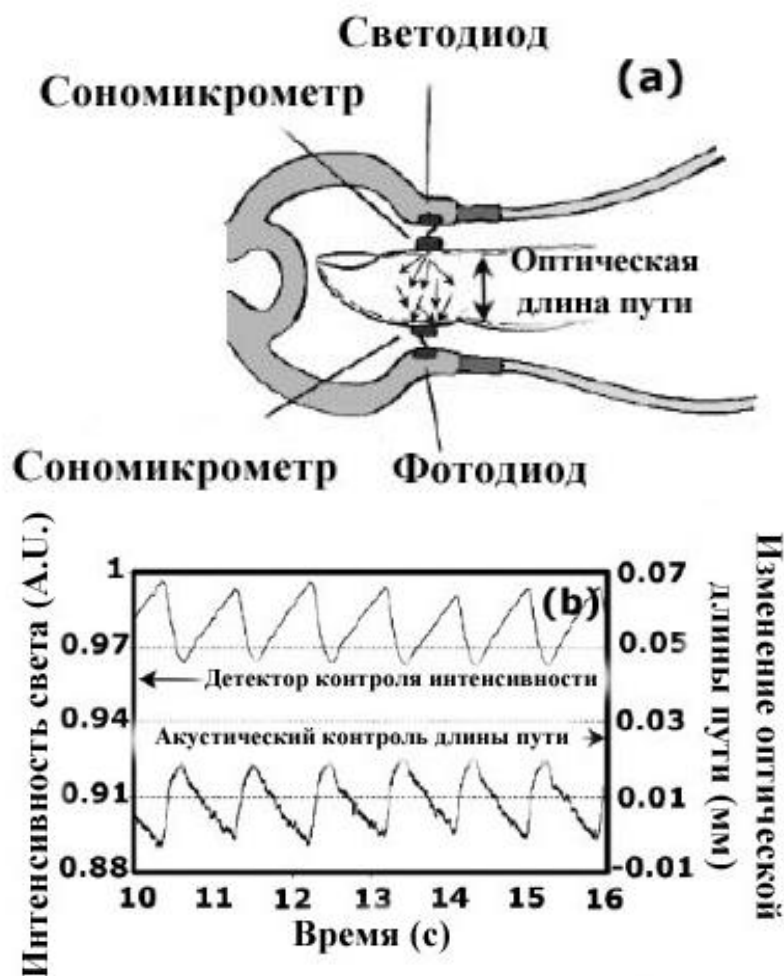 Светодиод
Сономикрометр
(a)
Оптическая
длина пути
Сономикрометр
Фотодиод
Интенсивность света (A.U.)
Изменение оптической
длины пути (мм)
1
0.97
0.94
0.91
0.88
0.07
0.05
0.03
0.01
-0.01
(b)
Детектор контроля интенсивности
Акустический контроль длины пути
10 11 12 13 14 15 16
Время (с)